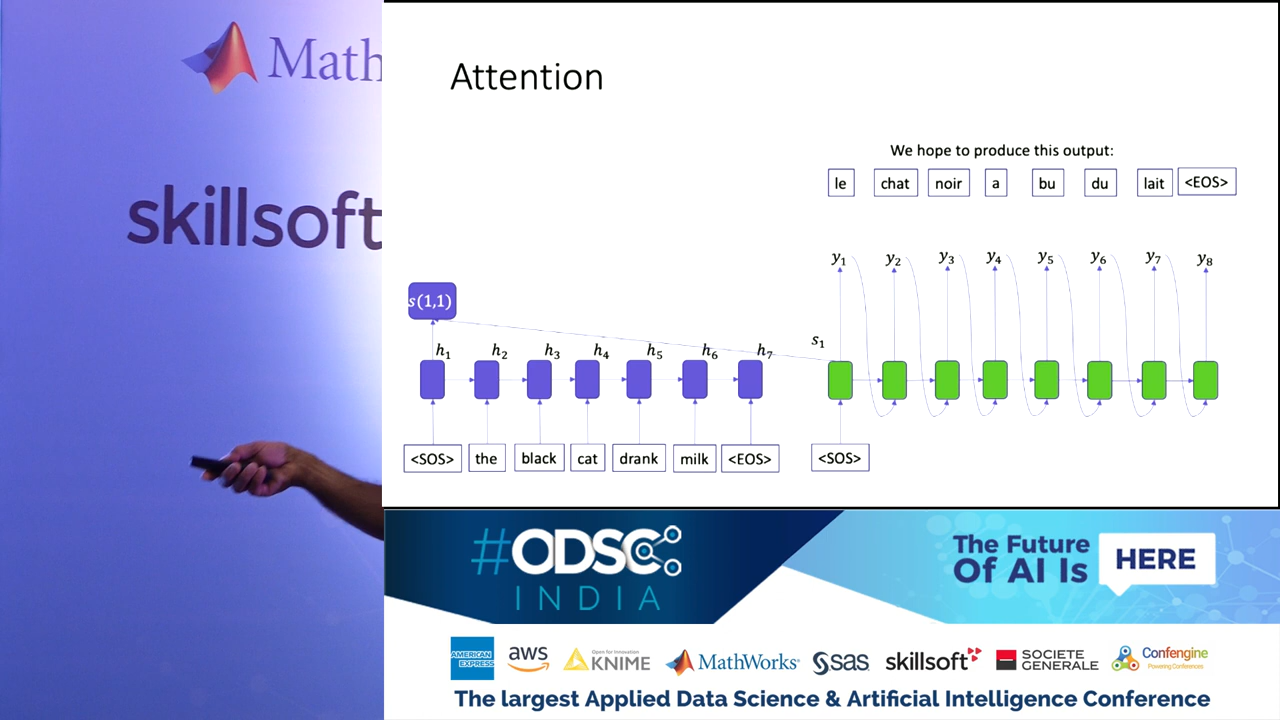 Math
skillsoft
Attention
We hope to produce this output:
le chat noir a bu du lait <EOS>
y₁ y₂ y₃ y₄ y₅ y₆ y₇ y₈
s(1,1)
s₁
h₁ h₂ h₃ h₄ h₅ h₆ h₇
<SOS> the black cat drank milk <EOS> <SOS>
#ODSC
INDIA
The Future
Of AI Is HERE
AMERICAN
EXPRESS
aws
Open for Innovation
KNIME
MathWorks®
sas
skillsoft
SOCIETE
GENERALE
Confengine
Powering Conferences
The largest Applied Data Science & Artificial Intelligence Conference